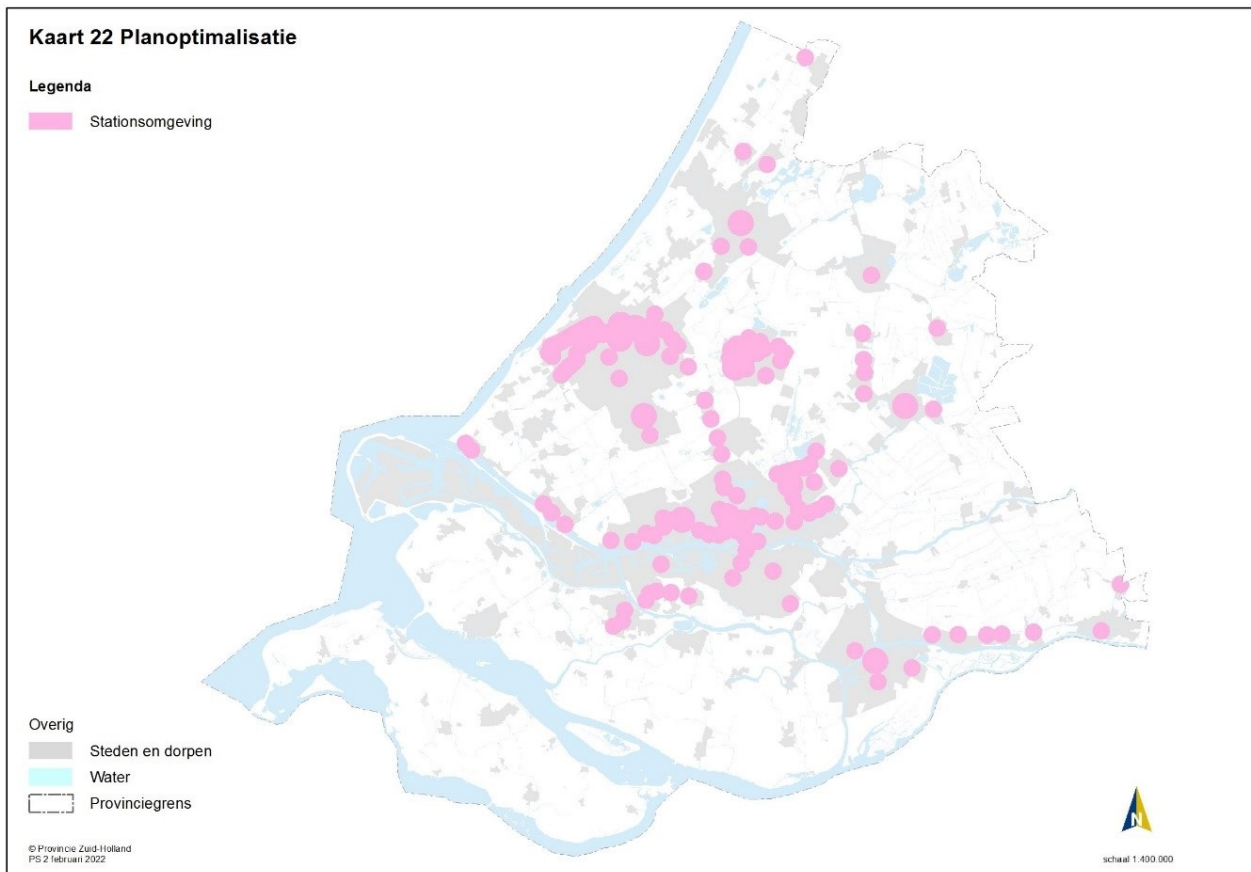 Kaart 22 Planoptimalisatie
Legenda
Stationsomgeving
Overig
Steden en dorpen
Water
Provinciegrens
© Provincie Zuid-Holland
PS 2 februari 2022
N
schaal 1:400.000